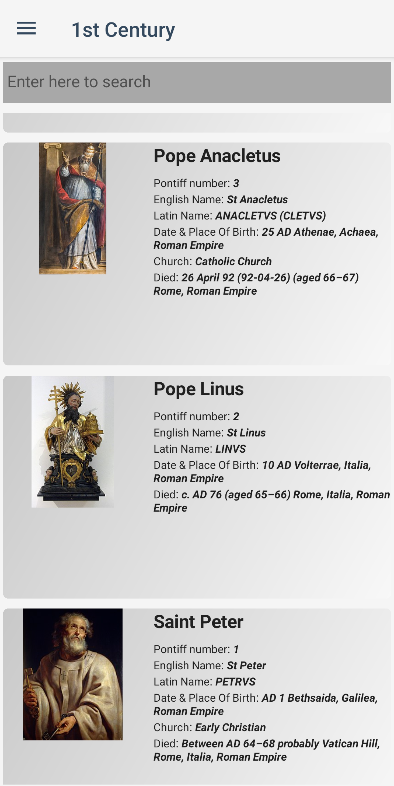 1st Century
Enter here to search
Pope Anacletus
Pontiff number: 3
English Name: St Anacletus
Latin Name: ANACLETVS (CLETVS)
Date & Place Of Birth: 25 AD Athenae, Achaea,
Roman Empire
Church: Catholic Church
Died: 26 April 92 (92-04-26) (aged 66–67)
Rome, Roman Empire
Pope Linus
Pontiff number: 2
English Name: St Linus
Latin Name: LINVS
Date & Place Of Birth: 10 AD Volterrae, Italia,
Roman Empire
Died: c. AD 76 (aged 65–66) Rome, Italia, Roman
Empire
Saint Peter
Pontiff number: 1
English Name: St Peter
Latin Name: PETRVS
Date & Place Of Birth: AD 1 Bethsaida, Galilea,
Roman Empire
Church: Early Christian
Died: Between AD 64–68 probably Vatican Hill,
Rome, Italia, Roman Empire